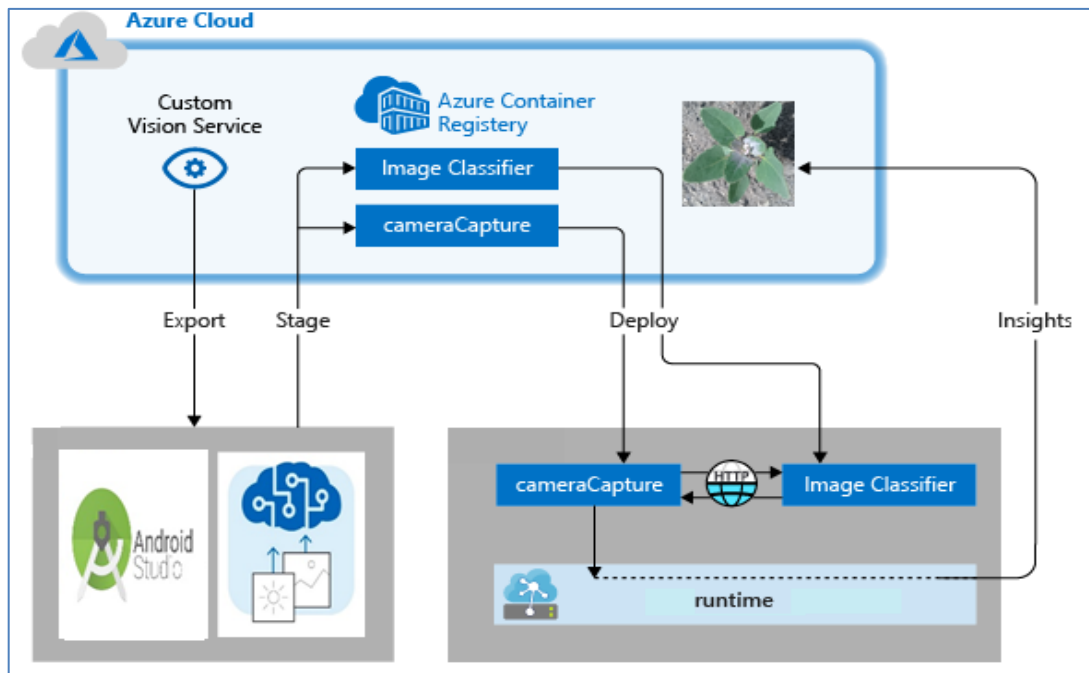 Azure Cloud
Custom
Vision Service
Azure Container
Registery
Image Classifier
cameraCapture
Export
Stage
Deploy
Insights
Android
Studio
cameraCapture
HTTP
Image Classifier
runtime